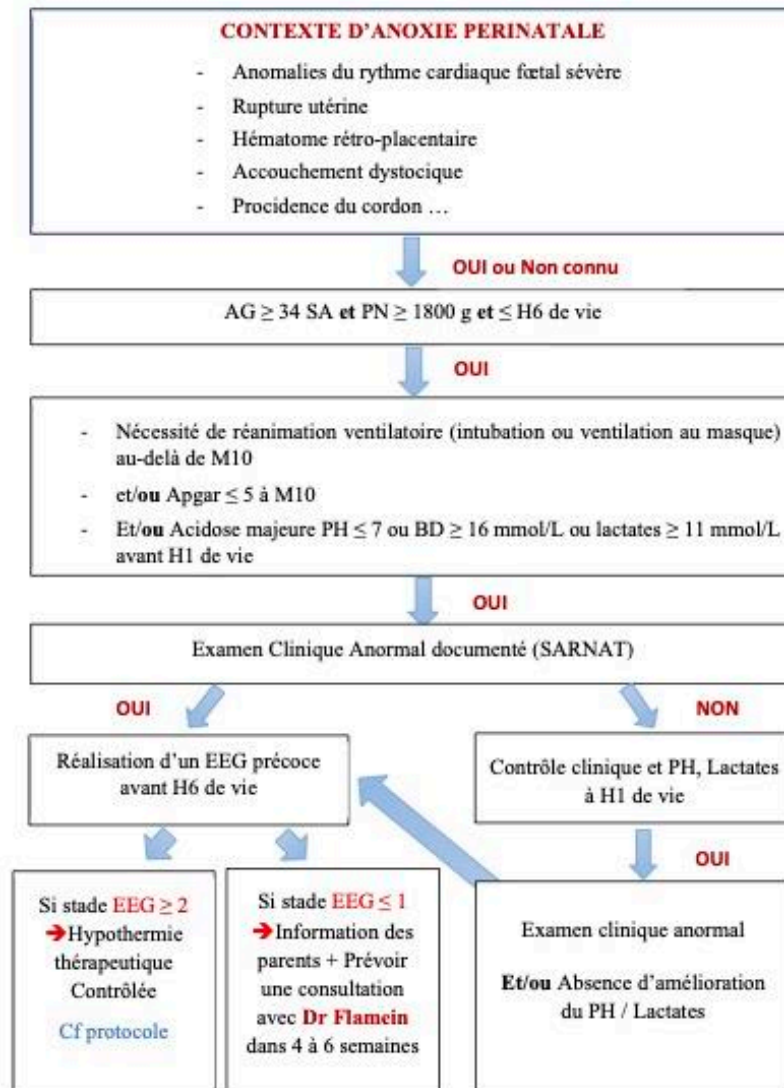 CONTEXTE D'ANOXIE PERINATALE
- Anomalies du rythme cardiaque fœtal sévère
- Rupture utérine
- Hématome rétro-placentaire
- Accouchement dystocique
- Procidence du cordon …
OUI ou Non connu
AG ≥ 34 SA et PN ≥ 1800 g et ≤ H6 de vie
OUI
- Nécessité de réanimation ventilatoire (intubation ou ventilation au masque)
au-delà de M10
- et/ou Apgar ≤ 5 à M10
- Et/ou Acidose majeure PH ≤ 7 ou BD ≥ 16 mmol/L ou lactates ≥ 11 mmol/L
avant H1 de vie
OUI
Examen Clinique Anormal documenté (SARNAT)
OUI
NON
Réalisation d'un EEG précoce
avant H6 de vie
Contrôle clinique et PH, Lactates
à H1 de vie
OUI
Si stade EEG ≥ 2
➔Hypothermie
thérapeutique
Contrôlée
Cf protocole
Si stade EEG ≤ 1
➔Information des
parents + Prévoir
une consultation
avec Dr Flamein
dans 4 à 6 semaines
Examen clinique anormal
Et/ou Absence d'amélioration
du PH / Lactates